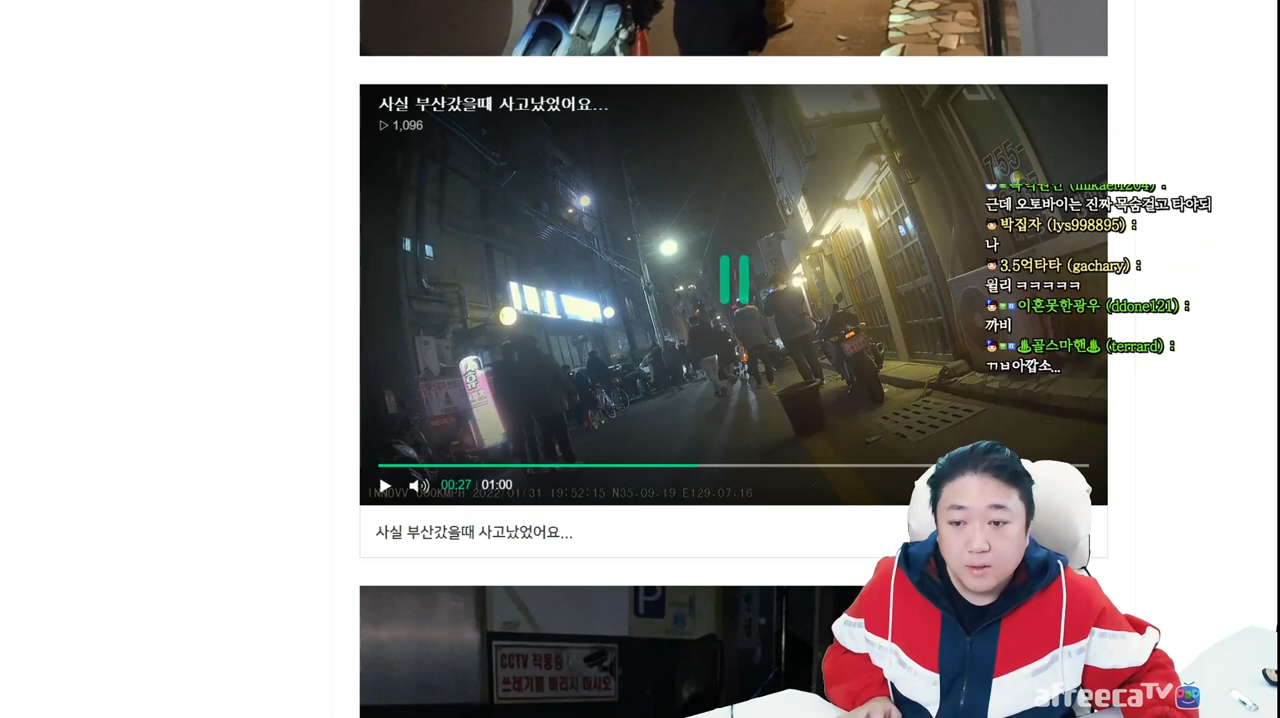 사실 부산갔을때 사고났었어요...
▷ 1,096
755-
근데 오토바이는 진짜 목숨걸고 타야되
박집자 (lys998895) :
나
3.5억타타 (gachary) :
윌리 ㅋㅋㅋㅋㅋ
이혼못한광우 (ddone121) :
까비
♨골스마핸♨ (terrard) :
ㄲㅂ아깝소...
00:27 | 01:00
INNOVV 000KMPH 2022/01/31 19:52:15 N35.09.19 E129.07.16
사실 부산갔을때 사고났었어요...
P
CCTV 작동중
쓰레기를 버리지 마시오
afreecaTV